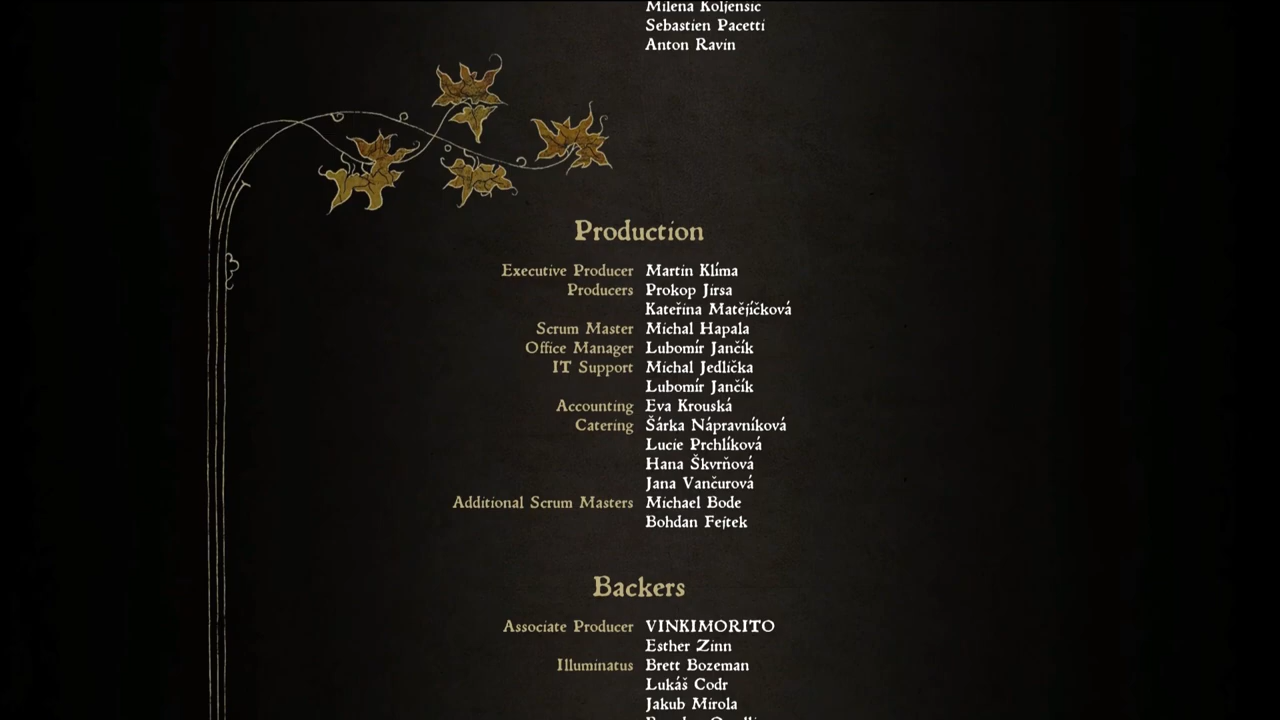 Milena Koljensic
Sebastien Pacetti
Anton Ravin
Production
Executive Producer Martin Klíma
Producers Prokop Jirsa
Kateřina Matějíčková
Scrum Master Michal Hapala
Office Manager Lubomír Jančík
IT Support Michal Jedlička
Lubomír Jančík
Accounting Eva Krouská
Catering Šárka Nápravníková
Lucie Prchlíková
Hana Škvrňová
Jana Vančurová
Additional Scrum Masters Michael Bode
Bohdan Fejtek
Backers
Associate Producer VINKIMORITO
Esther Zinn
Illuminatus Brett Bozeman
Lukáš Codr
Jakub Mirola